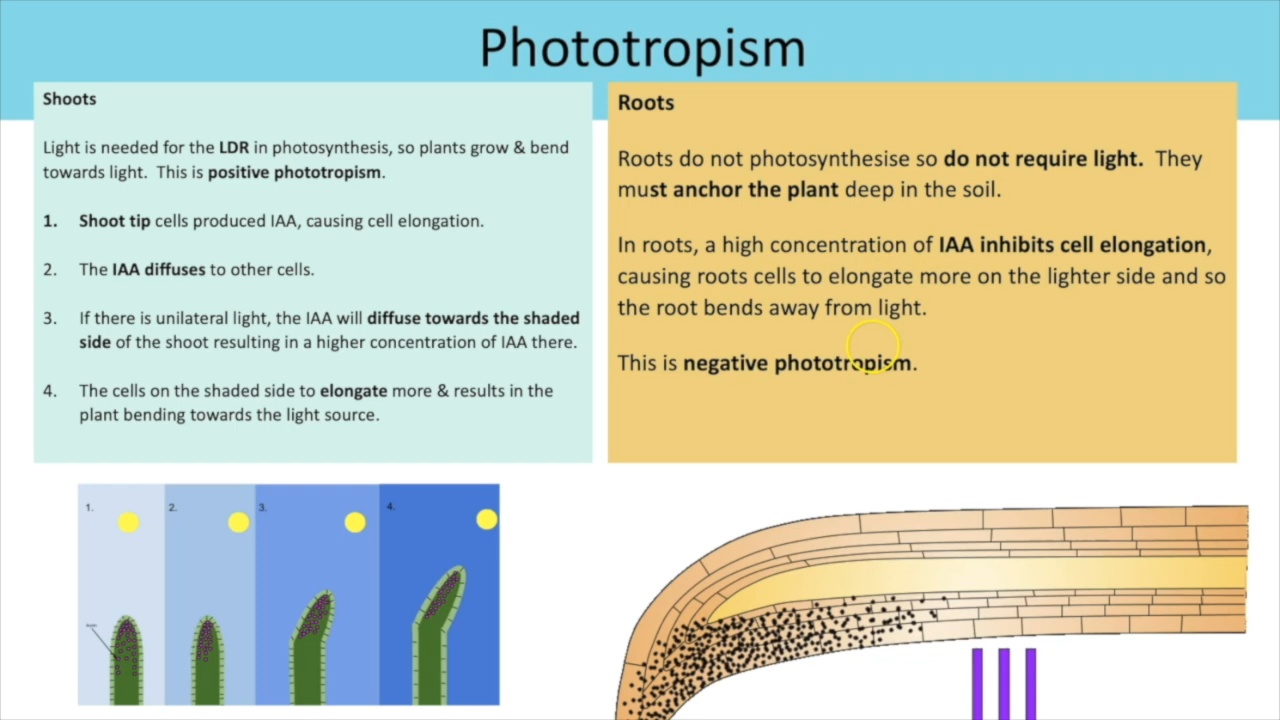 Phototropism
Shoots
Light is needed for the LDR in photosynthesis, so plants grow & bend
towards light. This is positive phototropism.
1. Shoot tip cells produced IAA, causing cell elongation.
2. The IAA diffuses to other cells.
3. If there is unilateral light, the IAA will diffuse towards the shaded
side of the shoot resulting in a higher concentration of IAA there.
4. The cells on the shaded side to elongate more & results in the
plant bending towards the light source.
Roots
Roots do not photosynthesise so do not require light. They
must anchor the plant deep in the soil.
In roots, a high concentration of IAA inhibits cell elongation,
causing roots cells to elongate more on the lighter side and so
the root bends away from light.
This is negative phototropism.
1. 2. 3. 4.